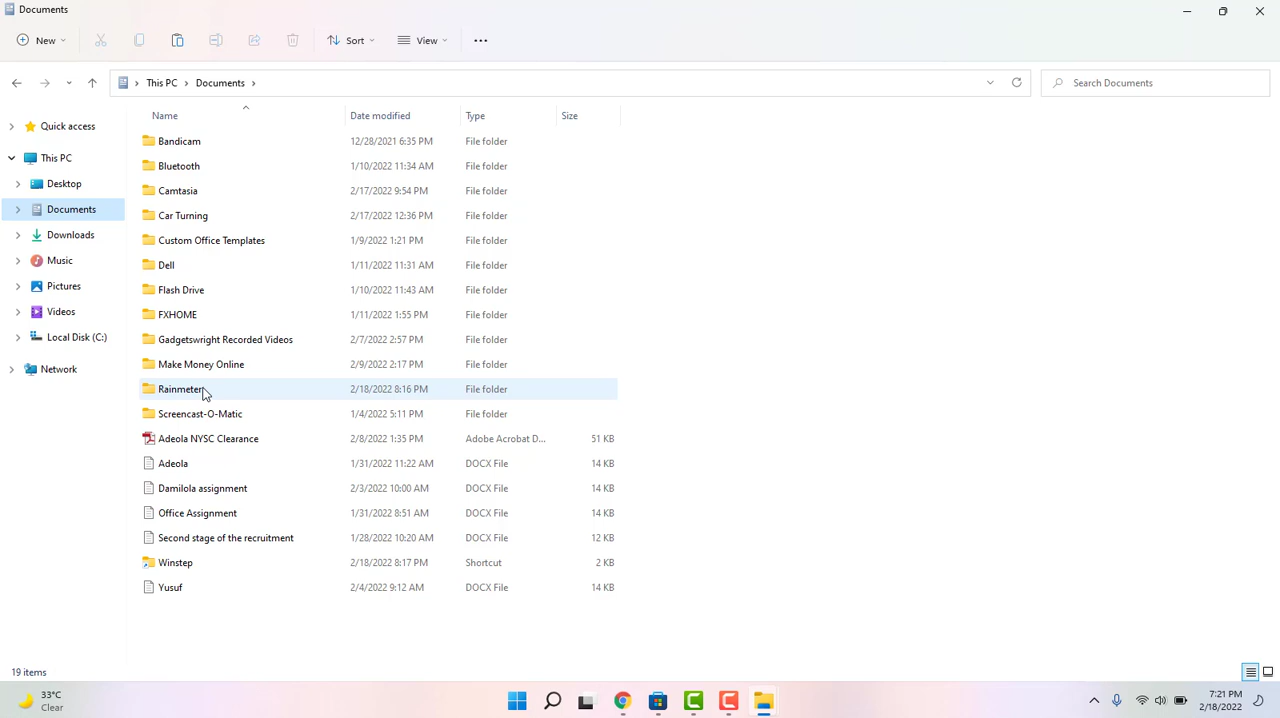 Documents
New Sort View
This PC Documents Search Documents
Name Date modified Type Size
Quick access
This PC
Desktop
Documents
Downloads
Music
Pictures
Videos
Local Disk (C:)
Network
Bandicam 12/28/2021 6:35 PM File folder
Bluetooth 1/10/2022 11:34 AM File folder
Camtasia 2/17/2022 9:54 PM File folder
Car Turning 2/17/2022 12:36 PM File folder
Custom Office Templates 1/9/2022 1:21 PM File folder
Dell 1/11/2022 11:31 AM File folder
Flash Drive 1/10/2022 11:43 AM File folder
FXHOME 1/11/2022 1:55 PM File folder
Gadgetswright Recorded Videos 2/7/2022 2:57 PM File folder
Make Money Online 2/9/2022 2:17 PM File folder
Rainmeter 2/18/2022 8:16 PM File folder
Screencast-O-Matic 1/4/2022 5:11 PM File folder
Adeola NYSC Clearance 2/8/2022 1:35 PM Adobe Acrobat D... 51 KB
Adeola 1/31/2022 11:22 AM DOCX File 14 KB
Damilola assignment 2/3/2022 10:00 AM DOCX File 14 KB
Office Assignment 1/31/2022 8:51 AM DOCX File 14 KB
Second stage of the recruitment 1/28/2022 10:20 AM DOCX File 12 KB
Winstep 2/18/2022 8:17 PM Shortcut 2 KB
Yusuf 2/4/2022 9:12 AM DOCX File 14 KB
19 items
33°C
Clear
7:21 PM
2/18/2022